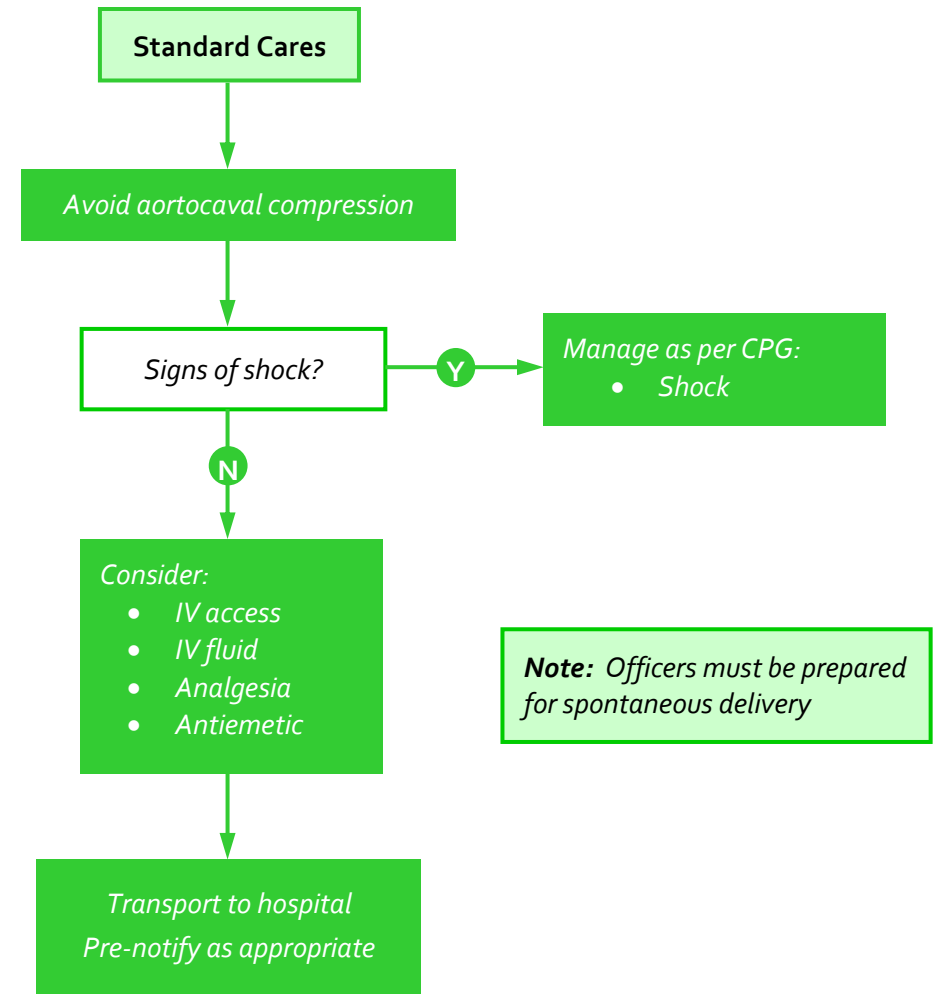 Standard Cares
Avoid aortocaval compression
Signs of shock?
Y
Manage as per CPG:
• Shock
N
Consider:
• IV access
• IV fluid
• Analgesia
• Antiemetic
Note: Officers must be prepared
for spontaneous delivery
Transport to hospital
Pre-notify as appropriate